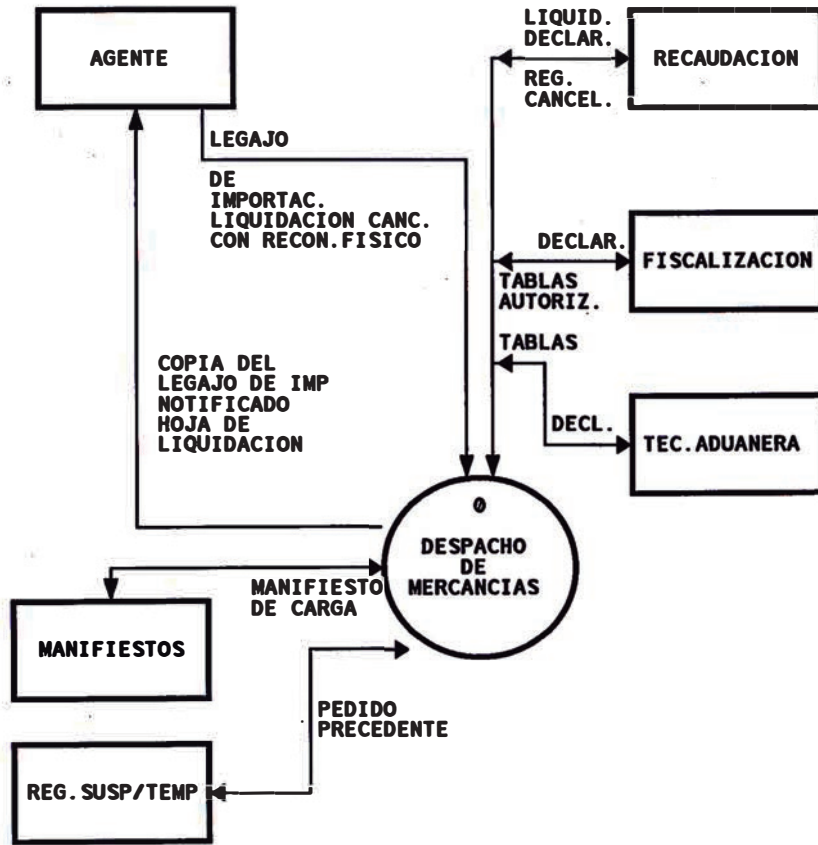 AGENTE
LIQUID.
DECLAR.
REG.
CANCEL.
RECAUDACION
LEGAJO
DE
IMPORTAC.
LIQUIDACION CANC.
CON RECON.FISICO
DECLAR.
TABLAS
AUTORIZ.
FISCALIZACION
TABLAS
DECL.
TEC.ADUANERA
COPIA DEL
LEGAJO DE IMP
NOTIFICADO
HOJA DE
LIQUIDACION
0
DESPACHO
DE
MERCANCIAS
MANIFIESTO
DE CARGA
MANIFIESTOS
PEDIDO
PRECEDENTE
REG.SUSP/TEMP